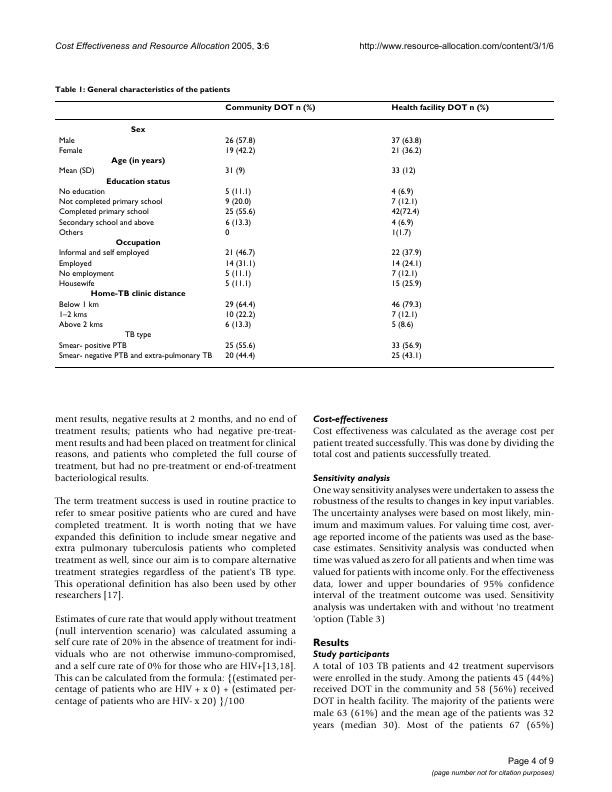 Cost Effectiveness and Resource Allocation 2005, 3:6 http://www.resource-allocation.com/content/3/1/6
Table 1: General characteristics of the patients
Community DOT n (%) Health facility DOT n (%)
Sex
Male 26 (57.8) 37 (63.8)
Female 19 (42.2) 21 (36.2)
Age (in years)
Mean (SD) 31 (9) 33 (12)
Education status
No education 5 (11.1) 4 (6.9)
Not completed primary school 9 (20.0) 7 (12.1)
Completed primary school 25 (55.6) 42(72.4)
Secondary school and above 6 (13.3) 4 (6.9)
Others 0 1(1.7)
Occupation
Informal and self employed 21 (46.7) 22 (37.9)
Employed 14 (31.1) 14 (24.1)
No employment 5 (11.1) 7 (12.1)
Housewife 5 (11.1) 15 (25.9)
Home-TB clinic distance
Below 1 km 29 (64.4) 46 (79.3)
1–2 kms 10 (22.2) 7 (12.1)
Above 2 kms 6 (13.3) 5 (8.6)
TB type
Smear- positive PTB 25 (55.6) 33 (56.9)
Smear- negative PTB and extra-pulmonary TB 20 (44.4) 25 (43.1)
ment results, negative results at 2 months, and no end of
treatment results; patients who had negative pre-treat-
ment results and had been placed on treatment for clinical
reasons, and patients who completed the full course of
treatment, but had no pre-treatment or end-of-treatment
bacteriological results.
The term treatment success is used in routine practice to
refer to smear positive patients who are cured and have
completed treatment. It is worth noting that we have
expanded this definition to include smear negative and
extra pulmonary tuberculosis patients who completed
treatment as well, since our aim is to compare alternative
treatment strategies regardless of the patient's TB type.
This operational definition has also been used by other
researchers [17].
Estimates of cure rate that would apply without treatment
(null intervention scenario) was calculated assuming a
self cure rate of 20% in the absence of treatment for indi-
viduals who are not otherwise immuno-compromised,
and a self cure rate of 0% for those who are HIV+[13,18].
This can be calculated from the formula: {(estimated per-
centage of patients who are HIV + x 0) + (estimated per-
centage of patients who are HIV- x 20) }/100
Cost-effectiveness
Cost effectiveness was calculated as the average cost per
patient treated successfully. This was done by dividing the
total cost and patients successfully treated.
Sensitivity analysis
One way sensitivity analyses were undertaken to assess the
robustness of the results to changes in key input variables.
The uncertainty analyses were based on most likely, min-
imum and maximum values. For valuing time cost, aver-
age reported income of the patients was used as the base-
case estimates. Sensitivity analysis was conducted when
time was valued as zero for all patients and when time was
valued for patients with income only. For the effectiveness
data, lower and upper boundaries of 95% confidence
interval of the treatment outcome was used. Sensitivity
analysis was undertaken with and without 'no treatment
'option (Table 3)
Results
Study participants
A total of 103 TB patients and 42 treatment supervisors
were enrolled in the study. Among the patients 45 (44%)
received DOT in the community and 58 (56%) received
DOT in health facility. The majority of the patients were
male 63 (61%) and the mean age of the patients was 32
years (median 30). Most of the patients 67 (65%)
Page 4 of 9
(page number not for citation purposes)